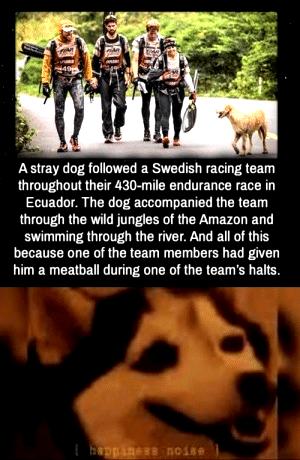 A stray dog followed a Swedish racing team
throughout their 430-mile endurance race in
Ecuador. The dog accompanied the team
through the wild jungles of the Amazon and
swimming through the river. And all of this
because one of the team members had given
him a meatball during one of the team's halts.
[ happiness noise ]